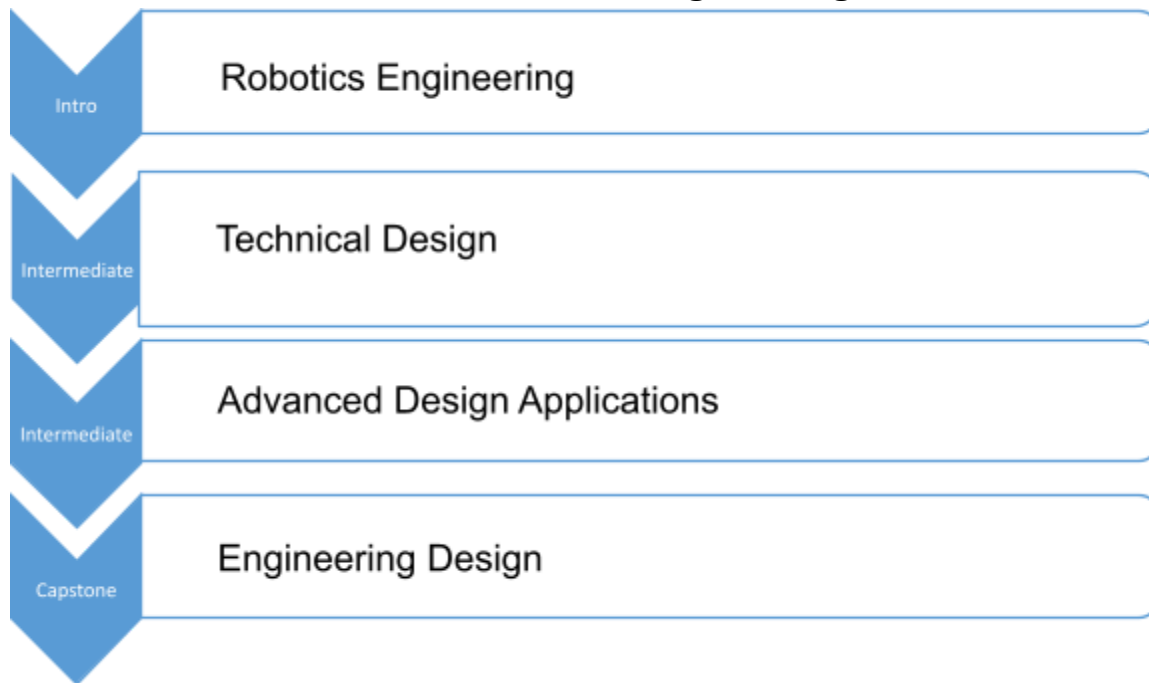 Intro
Robotics Engineering
Intermediate
Technical Design
Intermediate
Advanced Design Applications
Capstone
Engineering Design